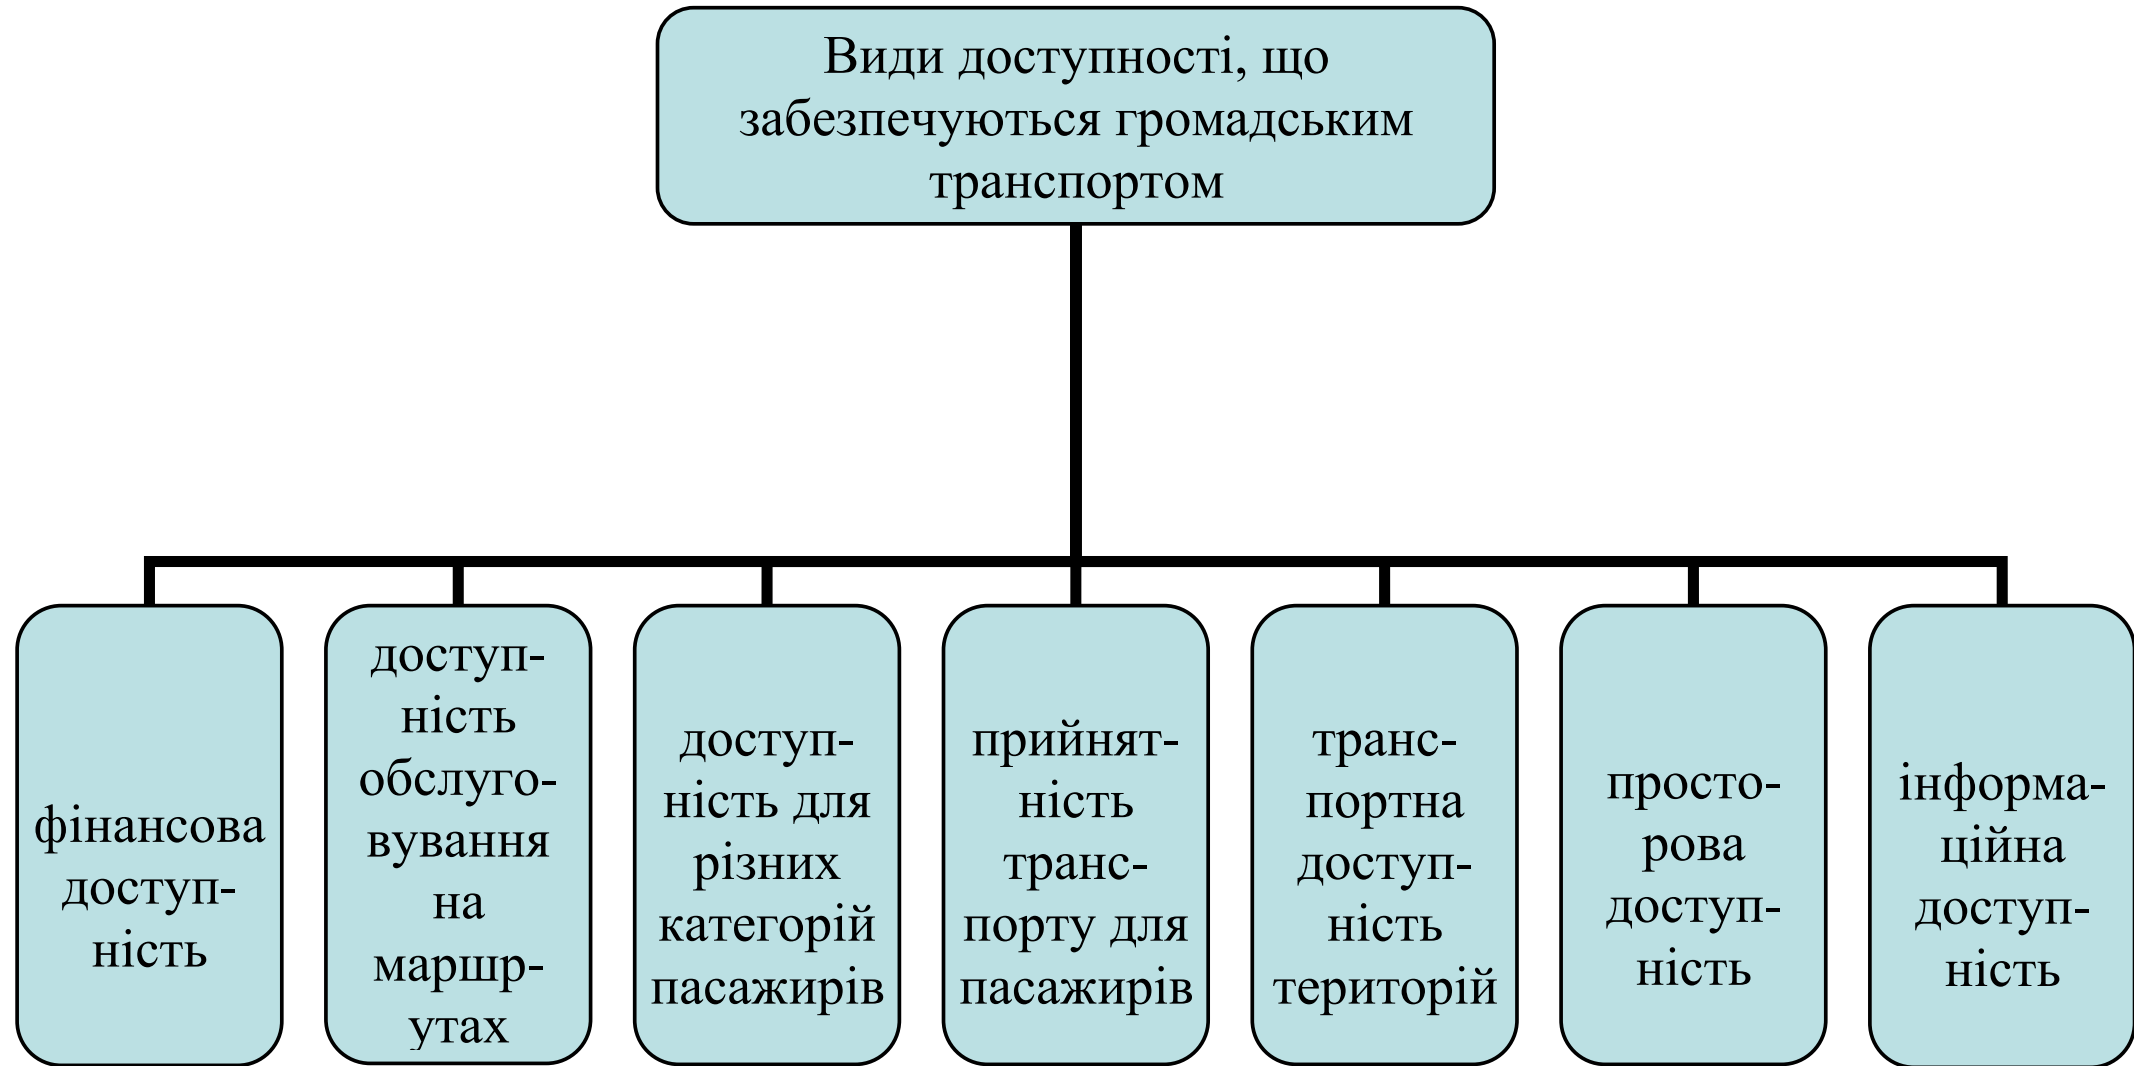 Види доступності, що
забезпечуються громадським
транспортом
фінансова
доступ-
ність
доступ-
ність
обслуго-
вування
на
маршр-
утах
доступ-
ність для
різних
категорій
пасажирів
прийнят-
ність
транс-
порту для
пасажирів
транс-
портна
доступ-
ність
територій
просто-
рова
доступ-
ність
інформа-
ційна
доступ-
ність